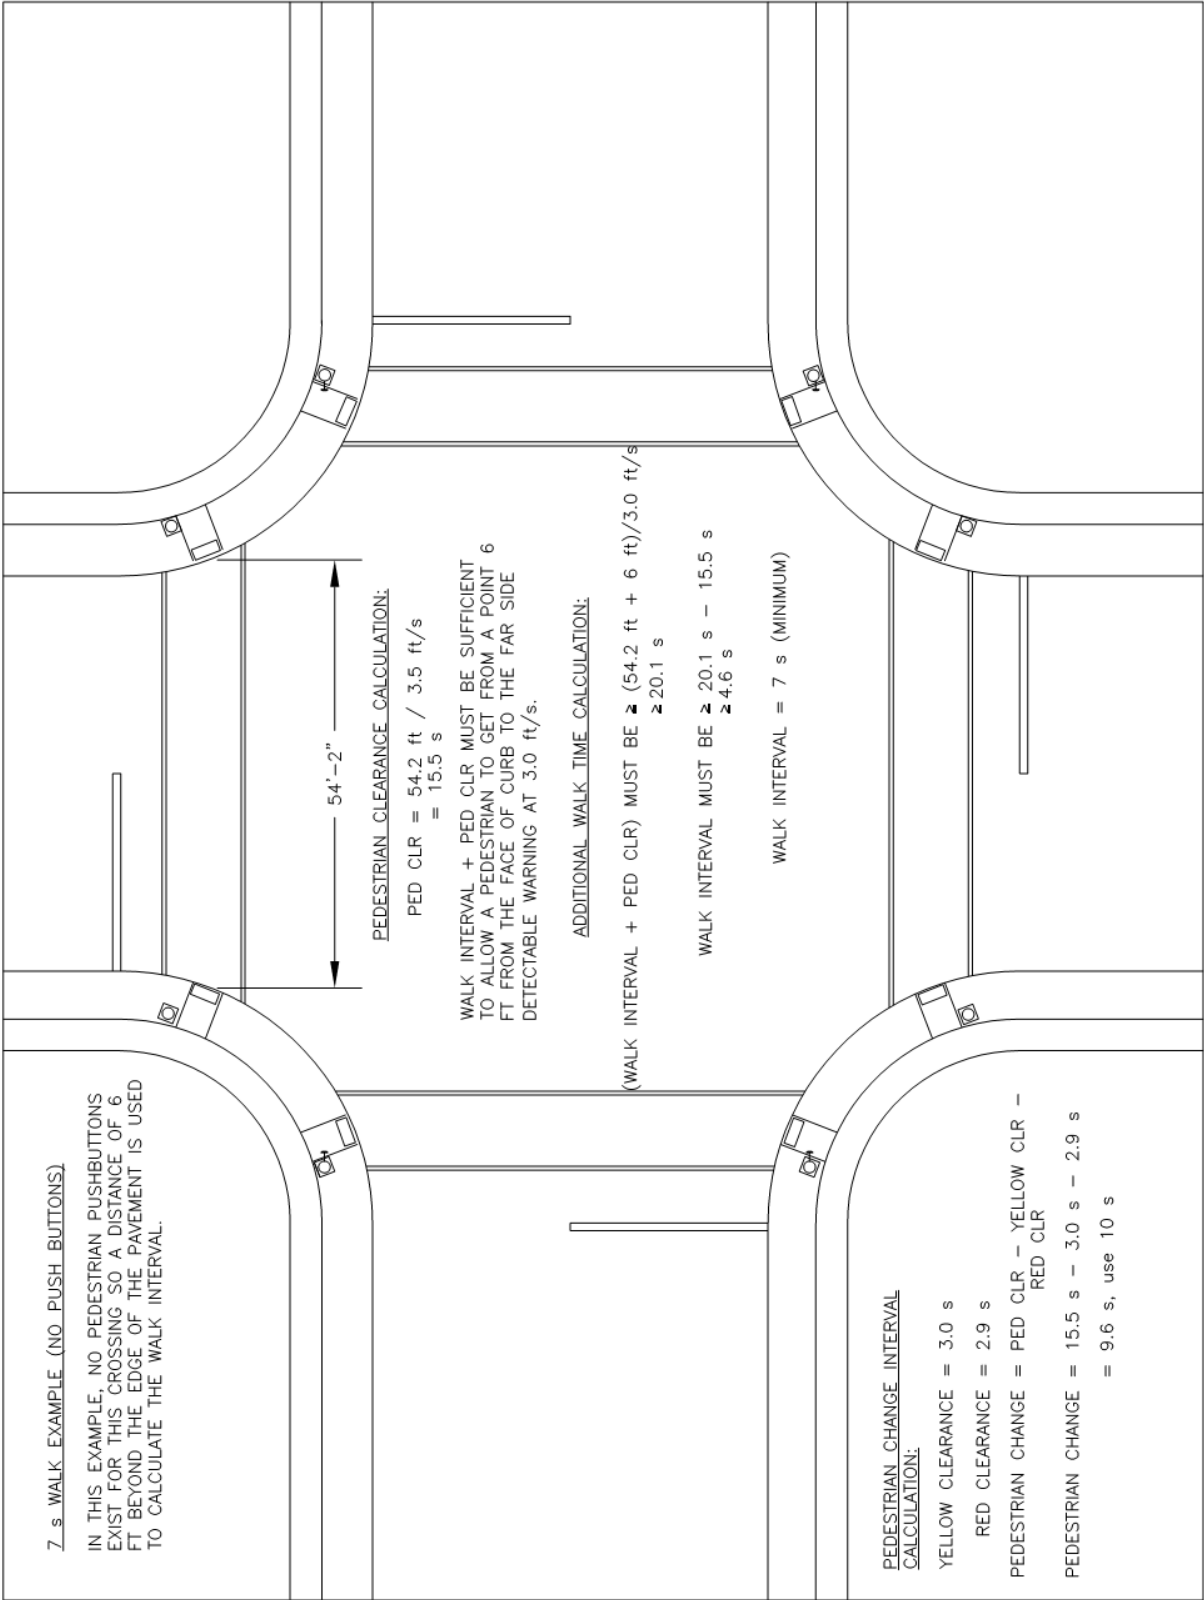 7 s WALK EXAMPLE (NO PUSH BUTTONS)
IN THIS EXAMPLE, NO PEDESTRIAN PUSHBUTTONS
EXIST FOR THIS CROSSING SO A DISTANCE OF 6
FT BEYOND THE EDGE OF THE PAVEMENT IS USED
TO CALCULATE THE WALK INTERVAL.
54'-2"
PEDESTRIAN CLEARANCE CALCULATION:
PED CLR = 54.2 ft / 3.5 ft/s
= 15.5 s
WALK INTERVAL + PED CLR MUST BE SUFFICIENT
TO ALLOW A PEDESTRIAN TO GET FROM A POINT 6
FT FROM THE FACE OF CURB TO THE FAR SIDE
DETECTABLE WARNING AT 3.0 ft/s.
ADDITIONAL WALK TIME CALCULATION:
(WALK INTERVAL + PED CLR) MUST BE ≥ (54.2 ft + 6 ft)/3.0 ft/s
≥ 20.1 s
WALK INTERVAL MUST BE ≥ 20.1 s − 15.5 s
≥ 4.6 s
WALK INTERVAL = 7 s (MINIMUM)
PEDESTRIAN CHANGE INTERVAL
CALCULATION:
YELLOW CLEARANCE = 3.0 s
RED CLEARANCE = 2.9 s
PEDESTRIAN CHANGE = PED CLR − YELLOW CLR −
RED CLR
PEDESTRIAN CHANGE = 15.5 s − 3.0 s − 2.9 s
= 9.6 s, use 10 s